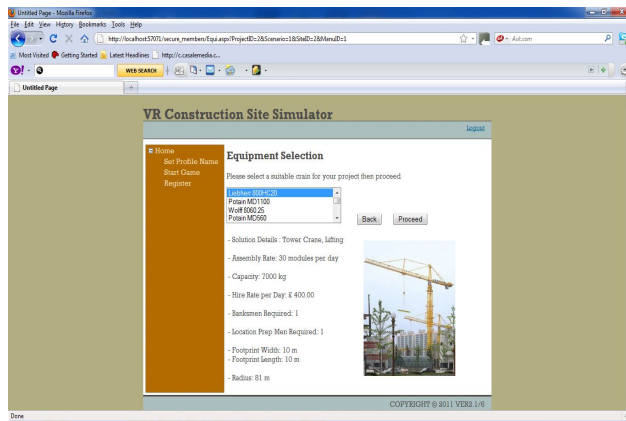 Untitled Page - Mozilla Firefox
File Edit View History Bookmarks Tools Help
http://localhost:57071/secure_members/Equi.aspx?ProjectID=2&Scenario=1&SiteID=2&ManuID=1
Ask.com
Most Visited Getting Started Latest Headlines http://c.casalemedia.c...
WEB SEARCH
Untitled Page
VR Construction Site Simulator
Logout
Home
Set Profile Name
Start Game
Register
Equipment Selection
Please select a suitable crain for your project then proceed
Liebherr 800HC20
Potain MD1100
Wolff 8060.25
Potain MD560
Back Proceed
- Solution Details : Tower Crane, Lifting
- Assembly Rate: 30 modules per day
- Capacity: 7000 kg
- Hire Rate per Day: £ 400.00
- Banksmen Required: 1
- Location Prep Men Required: 1
- Footprint Width: 10 m
- Footprint Length: 10 m
- Radius: 81 m
COPYRIGHT @ 2011 VER2.1/6
Done